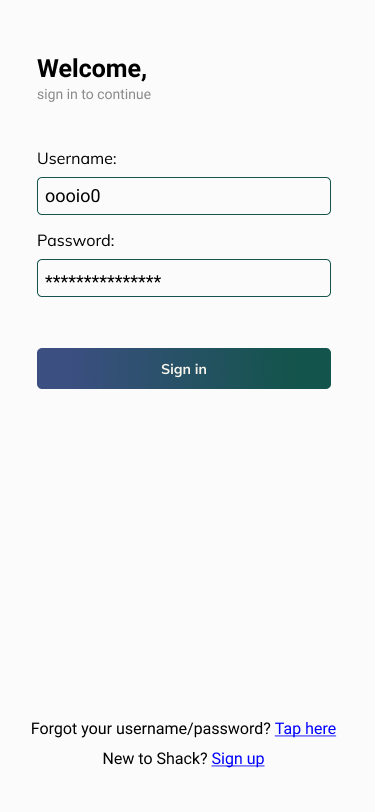 Welcome,
sign in to continue
Username:
oooio0
Password:
***************
Sign in
Forgot your username/password? Tap here
New to Shack? Sign up